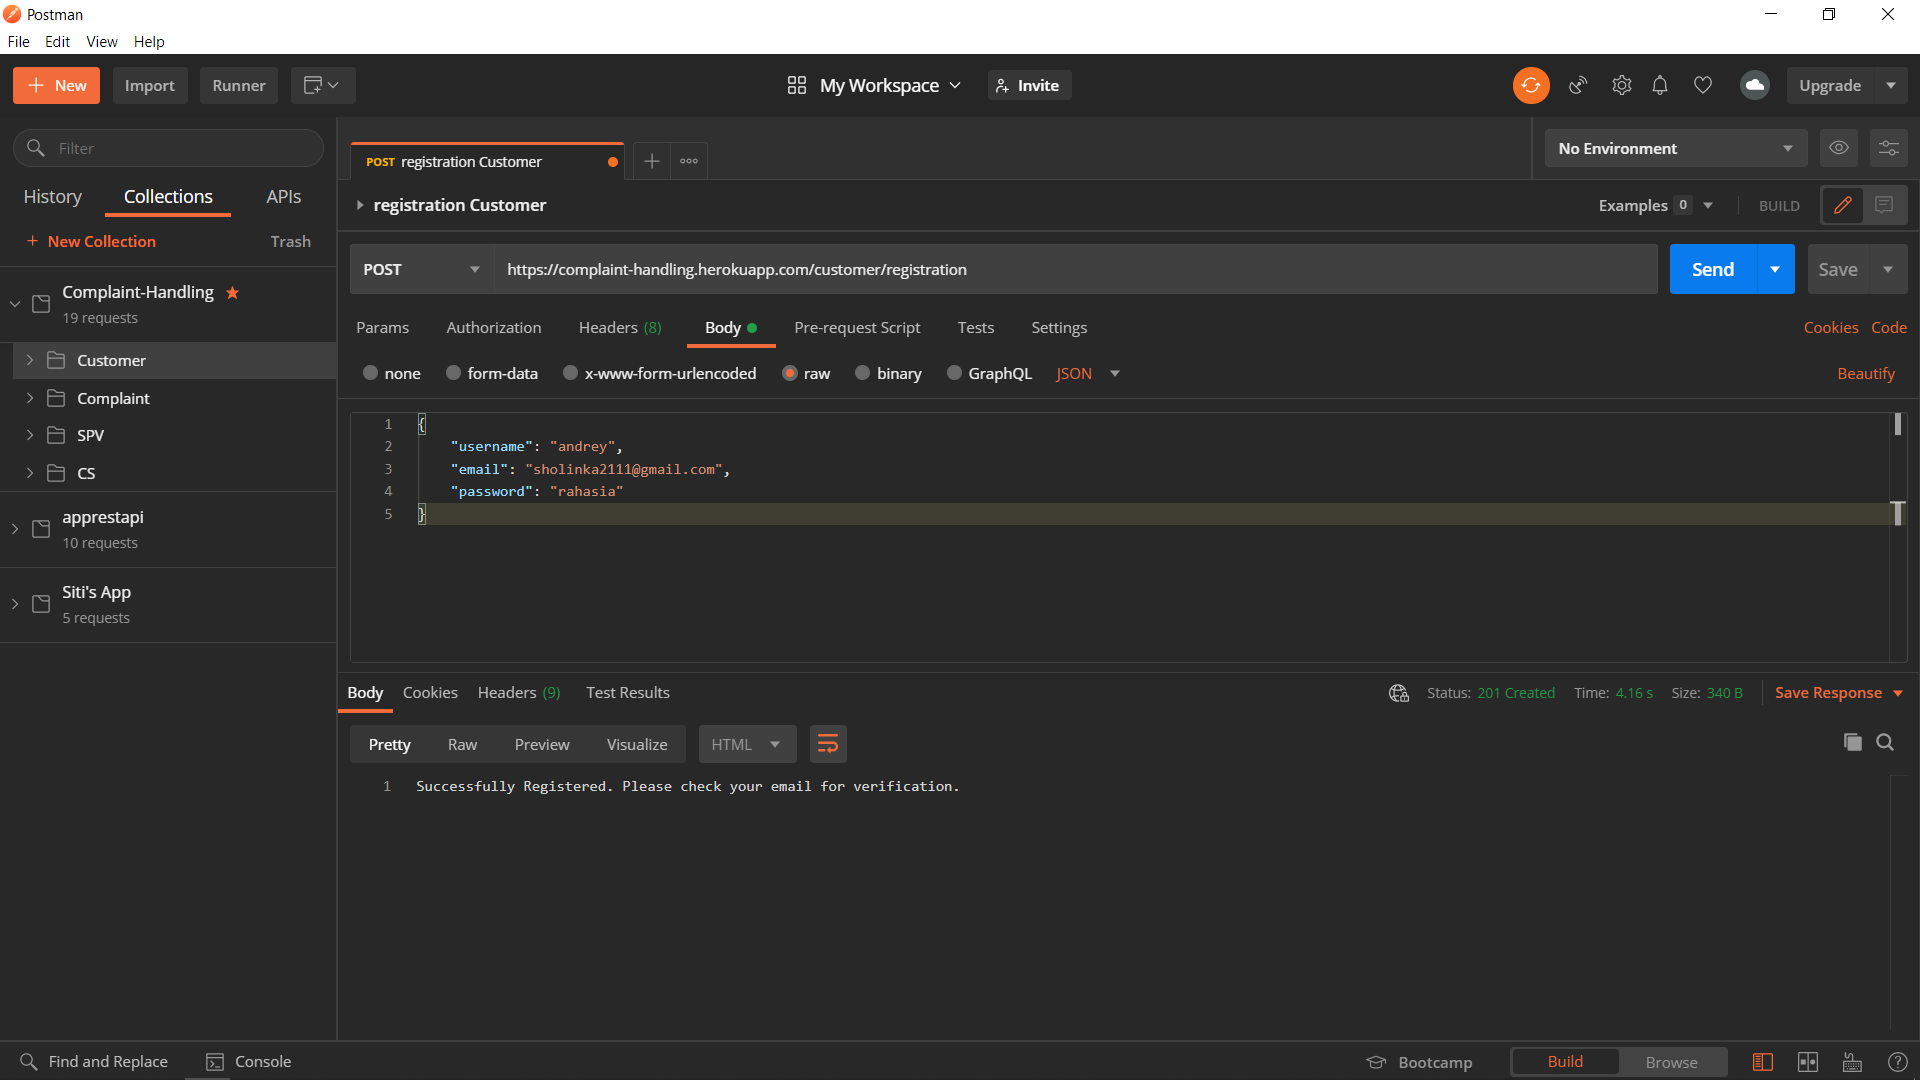 Postman
File Edit View Help
+ New Import Runner My Workspace Invite Upgrade
Filter
History Collections APIs
+ New Collection Trash
Complaint-Handling
19 requests
Customer
Complaint
SPV
CS
apprestapi
10 requests
Siti's App
5 requests
POST registration Customer
No Environment
registration Customer
Examples 0 BUILD
POST https://complaint-handling.herokuapp.com/customer/registration Send Save
Params Authorization Headers (8) Body Pre-request Script Tests Settings Cookies Code
none form-data x-www-form-urlencoded raw binary GraphQL JSON Beautify
1 {
2 "username": "andrey",
3 "email": "sholinka2111@gmail.com",
4 "password": "rahasia"
5 }
Body Cookies Headers (9) Test Results Status: 201 Created Time: 4.16 s Size: 340 B Save Response
Pretty Raw Preview Visualize HTML
1 Successfully Registered. Please check your email for verification.
Find and Replace Console Bootcamp Build Browse